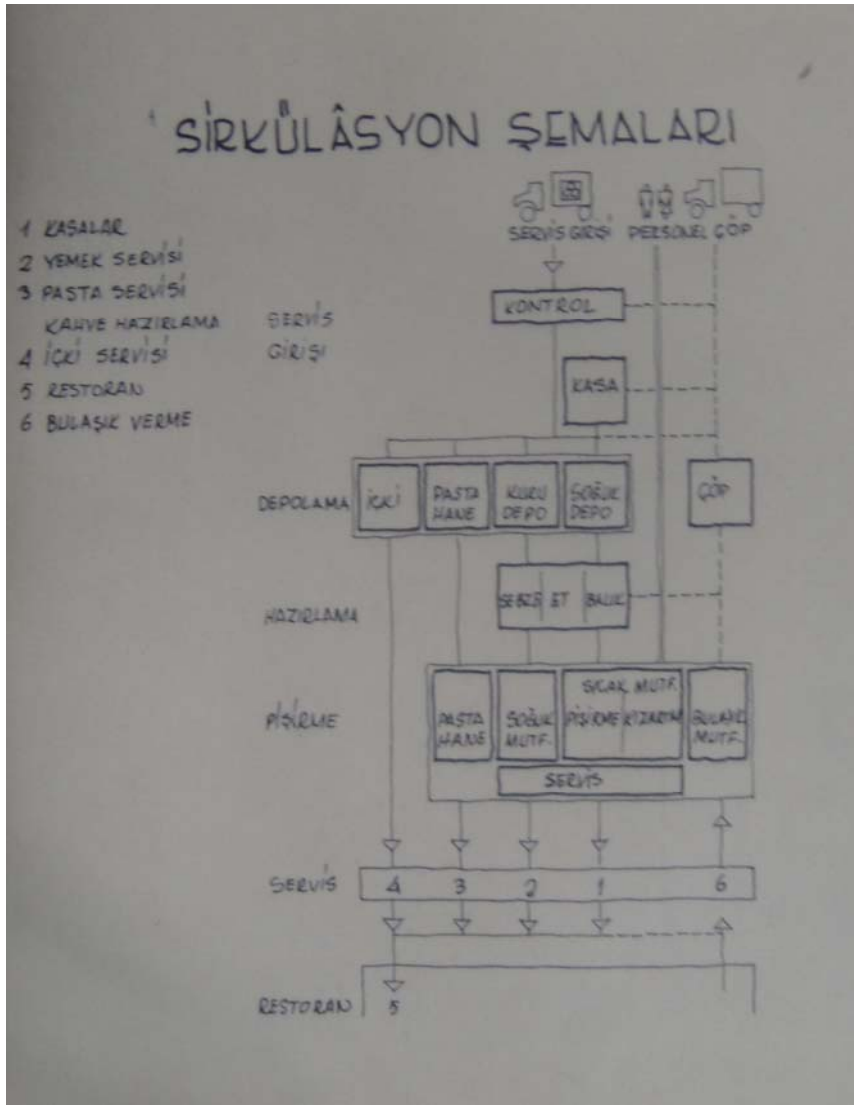 SİRKÜLÂSYON ŞEMALARI
1 KASALAR
2 YEMEK SERVİSİ
3 PASTA SERVİSİ
KAHVE HAZIRLAMA
4 İÇKİ SERVİSİ
5 RESTORAN
6 BULAŞIK VERME
SERVİS
GİRİŞİ
SERVİS GİRİŞİ PERSONEL ÇÖP
KONTROL
KASA
DEPOLAMA
İÇKİ
PASTA
HANE
KURU
DEPO
SOĞUK
DEPO
ÇÖP
HAZIRLAMA
SEBZE ET BALIK
PİŞİRME
PASTA
HANE
SOĞUK
MUTF.
SICAK MUTF.
PİŞİRME KIZARTM
BULAŞIK
MUTF.
SERVİS
SERVİS 4 3 2 1 6
RESTORAN 5